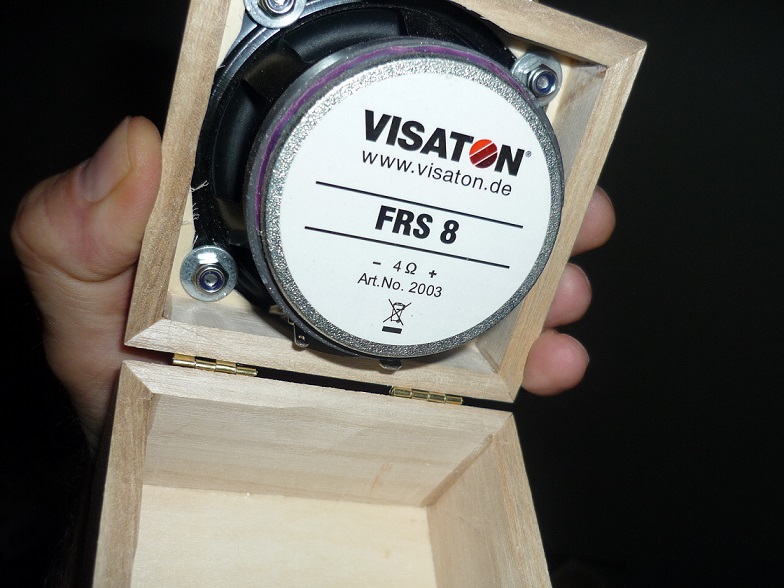 VISATON®
www.visaton.de
FRS 8
– 4 Ω +
Art.No. 2003